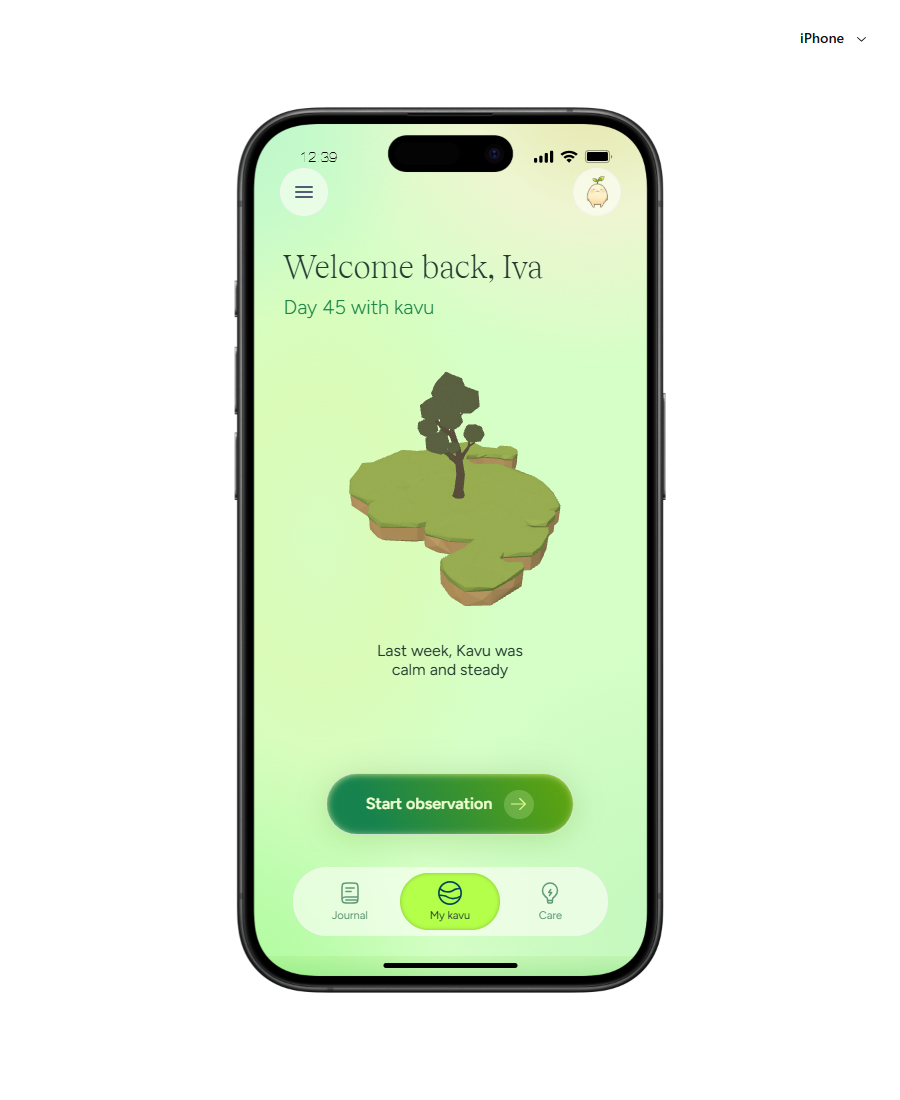 iPhone
12:39
Welcome back, Iva
Day 45 with kavu
Last week, Kavu was
calm and steady
Start observation
Journal
My kavu
Care